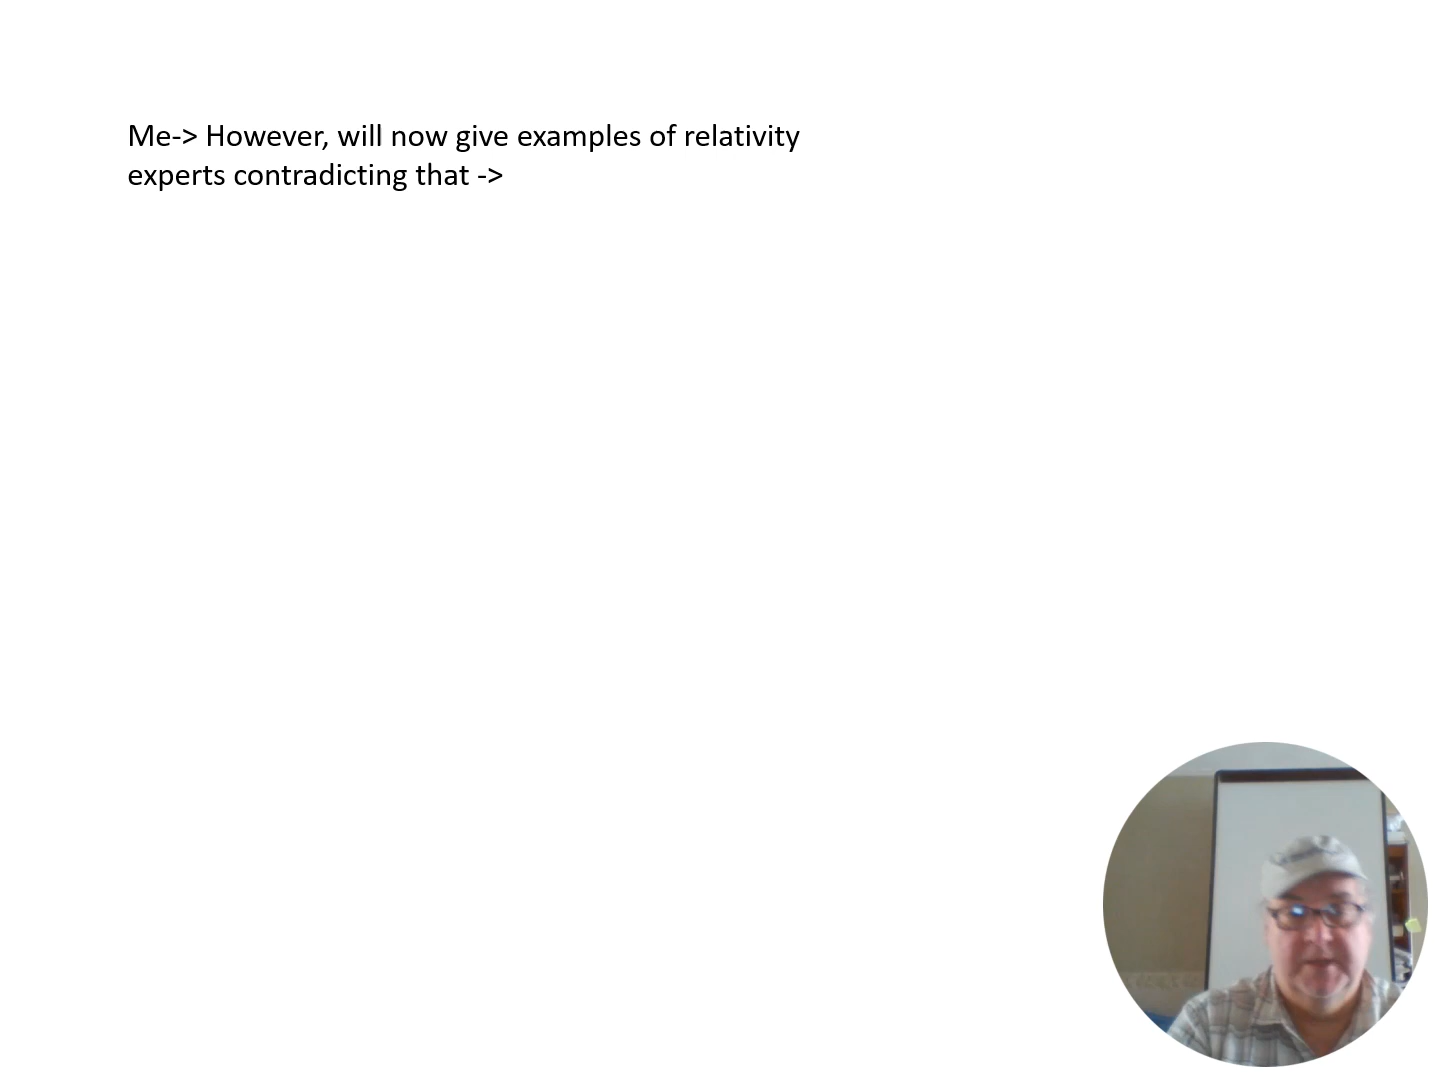 Me-> However, will now give examples of relativity
experts contradicting that ->